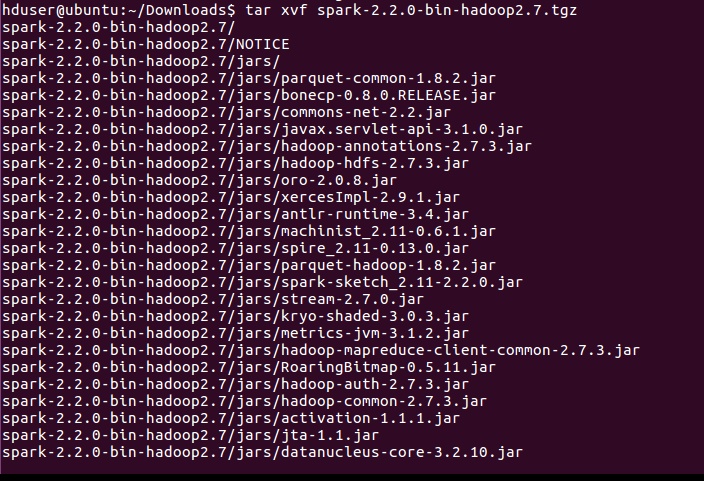 hduser@ubuntu:~/Downloads$ tar xvf spark-2.2.0-bin-hadoop2.7.tgz
spark-2.2.0-bin-hadoop2.7/
spark-2.2.0-bin-hadoop2.7/NOTICE
spark-2.2.0-bin-hadoop2.7/jars/
spark-2.2.0-bin-hadoop2.7/jars/parquet-common-1.8.2.jar
spark-2.2.0-bin-hadoop2.7/jars/bonecp-0.8.0.RELEASE.jar
spark-2.2.0-bin-hadoop2.7/jars/commons-net-2.2.jar
spark-2.2.0-bin-hadoop2.7/jars/javax.servlet-api-3.1.0.jar
spark-2.2.0-bin-hadoop2.7/jars/hadoop-annotations-2.7.3.jar
spark-2.2.0-bin-hadoop2.7/jars/hadoop-hdfs-2.7.3.jar
spark-2.2.0-bin-hadoop2.7/jars/oro-2.0.8.jar
spark-2.2.0-bin-hadoop2.7/jars/xercesImpl-2.9.1.jar
spark-2.2.0-bin-hadoop2.7/jars/antlr-runtime-3.4.jar
spark-2.2.0-bin-hadoop2.7/jars/machinist_2.11-0.6.1.jar
spark-2.2.0-bin-hadoop2.7/jars/spire_2.11-0.13.0.jar
spark-2.2.0-bin-hadoop2.7/jars/parquet-hadoop-1.8.2.jar
spark-2.2.0-bin-hadoop2.7/jars/spark-sketch_2.11-2.2.0.jar
spark-2.2.0-bin-hadoop2.7/jars/stream-2.7.0.jar
spark-2.2.0-bin-hadoop2.7/jars/kryo-shaded-3.0.3.jar
spark-2.2.0-bin-hadoop2.7/jars/metrics-jvm-3.1.2.jar
spark-2.2.0-bin-hadoop2.7/jars/hadoop-mapreduce-client-common-2.7.3.jar
spark-2.2.0-bin-hadoop2.7/jars/RoaringBitmap-0.5.11.jar
spark-2.2.0-bin-hadoop2.7/jars/hadoop-auth-2.7.3.jar
spark-2.2.0-bin-hadoop2.7/jars/hadoop-common-2.7.3.jar
spark-2.2.0-bin-hadoop2.7/jars/activation-1.1.1.jar
spark-2.2.0-bin-hadoop2.7/jars/jta-1.1.jar
spark-2.2.0-bin-hadoop2.7/jars/datanucleus-core-3.2.10.jar